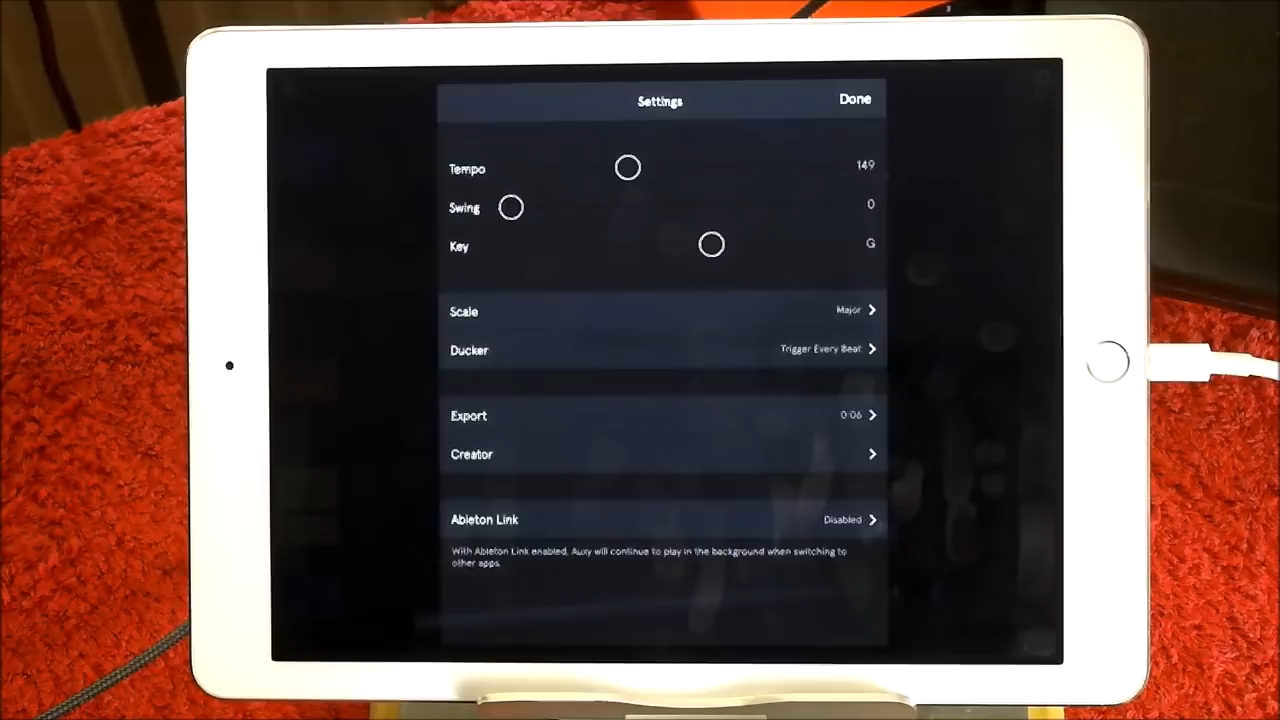 Settings
Done
Tempo
149
Swing
0
Key
G
Scale
Major
Ducker
Trigger Every Beat
Export
0:06
Creator
Ableton Link
Disabled
With Ableton Link enabled, Auxy will continue to play in the background when switching to
other apps.